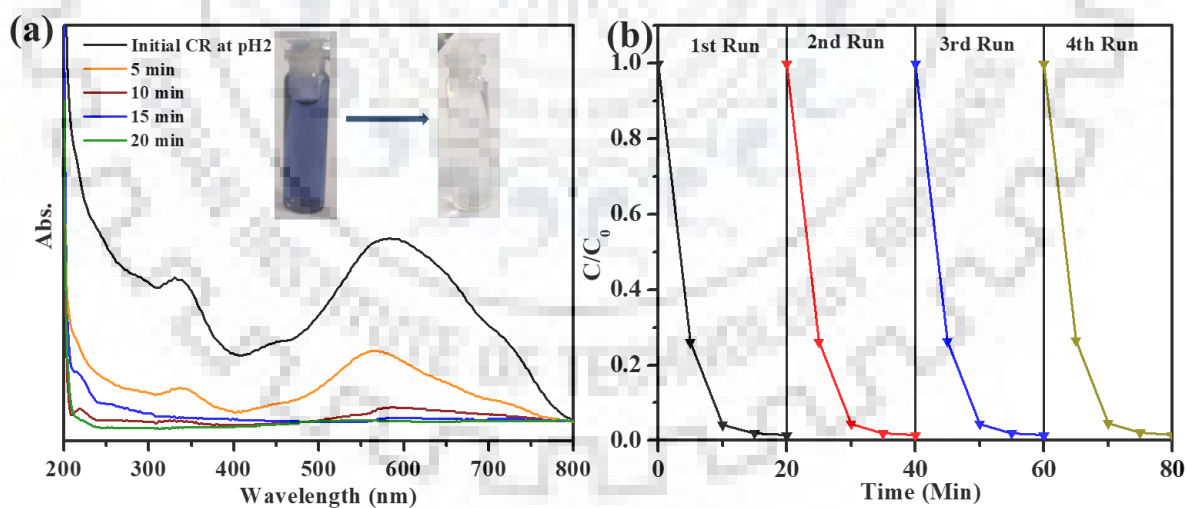 (a)
Initial CR at pH2
5 min
10 min
15 min
20 min
Abs.
200 300 400 500 600 700 800
Wavelength (nm)
(b)
1st Run 2nd Run 3rd Run 4th Run
1.0
0.8
0.6
0.4
0.2
0.0
C/C0
0 20 40 60 80
Time (Min)